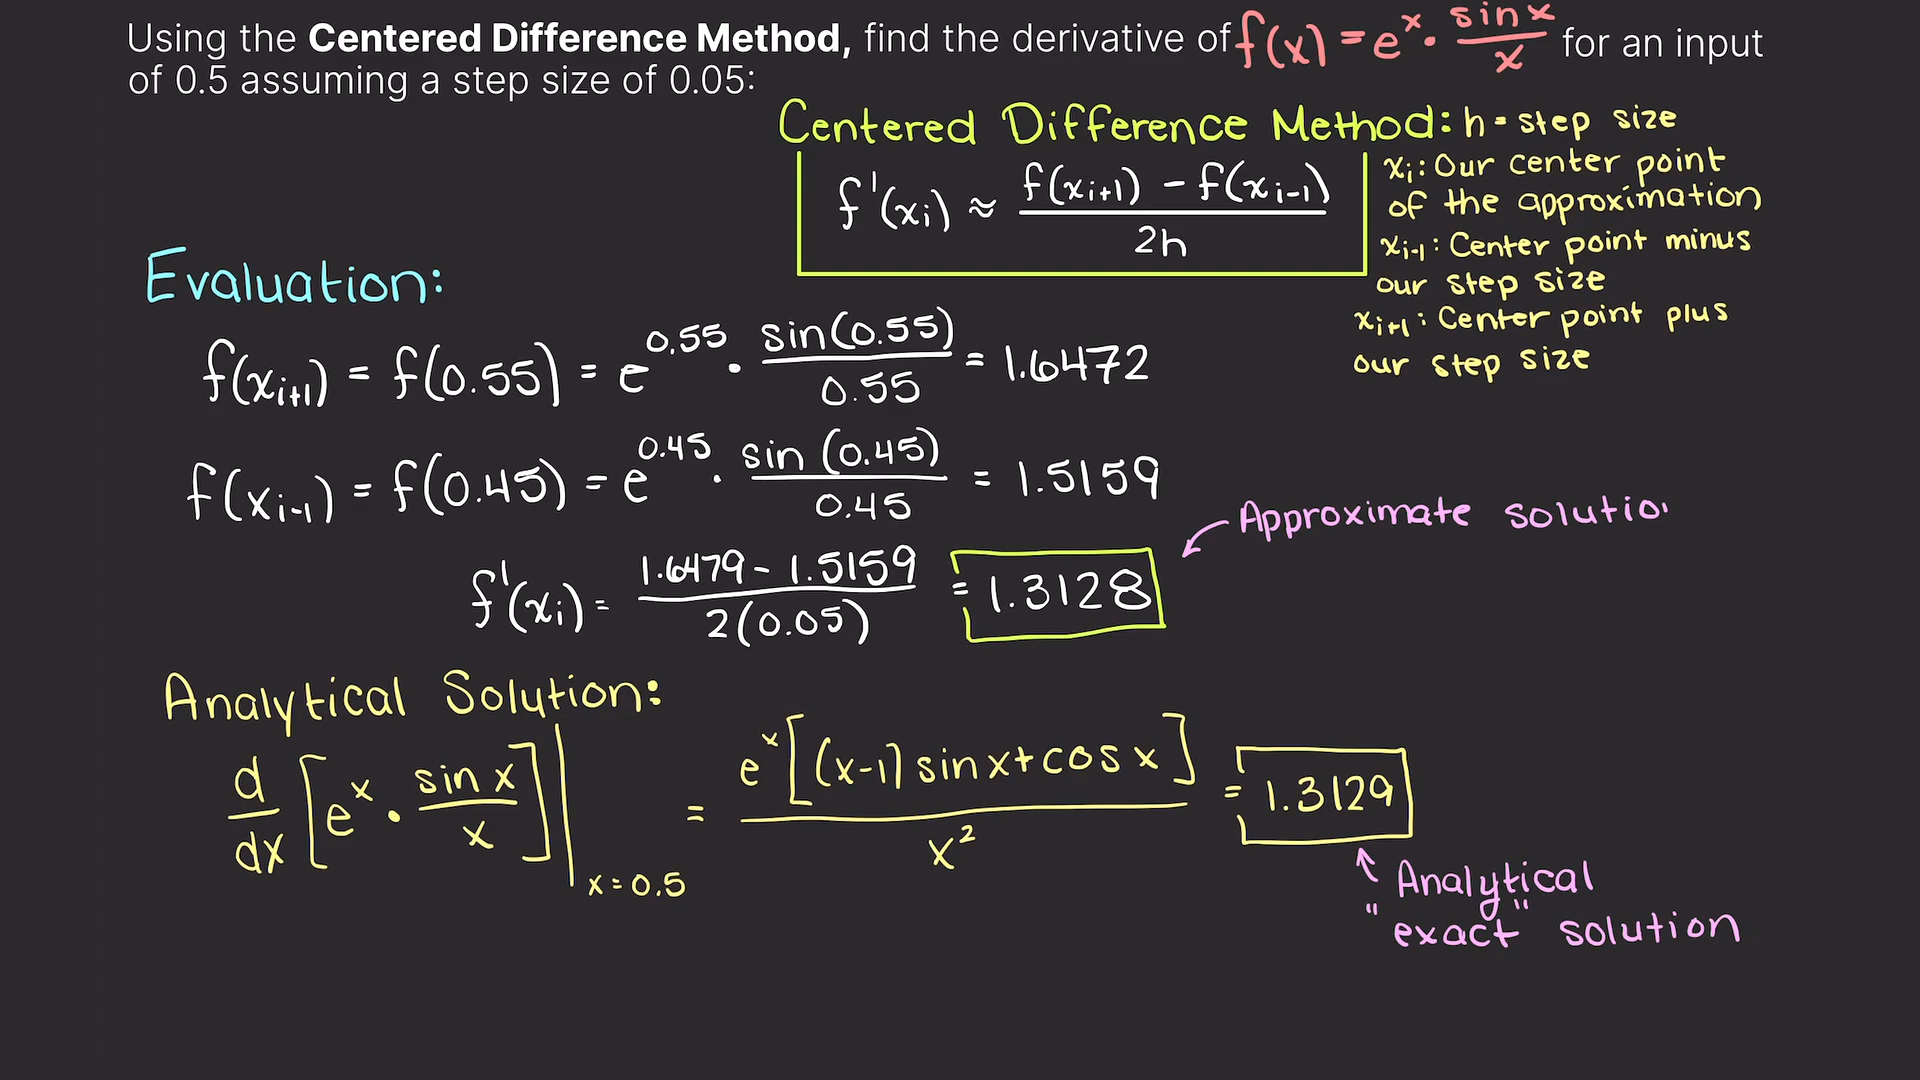 Using the Centered Difference Method, find the derivative of f(x) = e^x · sin x / x for an input
of 0.5 assuming a step size of 0.05:
Centered Difference Method: h = step size
f'(xi) ≈ f(xi+1) - f(xi-1) / 2h
xi: Our center point
of the approximation
xi-1: Center point minus
our step size
xi+1: Center point plus
our step size
Evaluation:
f(xi+1) = f(0.55) = e^0.55 · sin(0.55) / 0.55 = 1.6472
f(xi-1) = f(0.45) = e^0.45 · sin (0.45) / 0.45 = 1.5159
f'(xi) = 1.6479 - 1.5159 / 2(0.05) = 1.3128
Approximate solutio
Analytical Solution:
d/dx [e^x · sin x / x] | x = 0.5 = e^x [(x-1) sin x + cos x] / x^2 = 1.3129
Analytical
"exact" solution